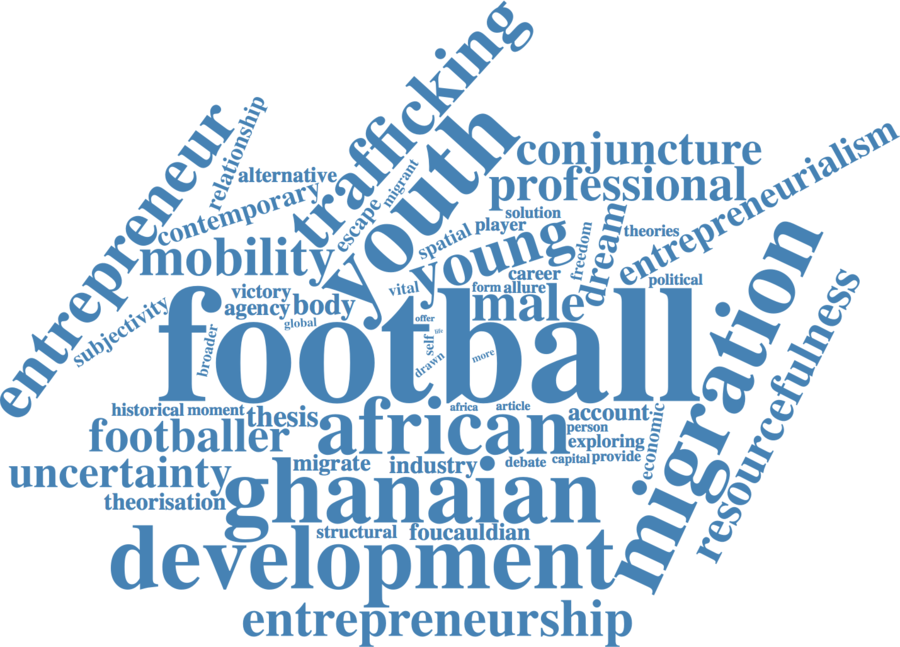 trafficking
entrepreneur
relationship
youth
alternative
migrant
contemporary
escape
conjuncture
professional
entrepreneurialism
solution
spatial player
freedom
dream
theories
mobility
young
career
political
victory
vital
form allure
agency body
male
subjectivity
global
offer
life
broader
football
self
drawn
more
migration
resourcefulness
historical moment thesis
africa
article
account
economic
footballer
african
person
exploring
uncertainty
migrate industry
debate capital provide
theorisation
ghanaian
structural foucauldian
development
entrepreneurship